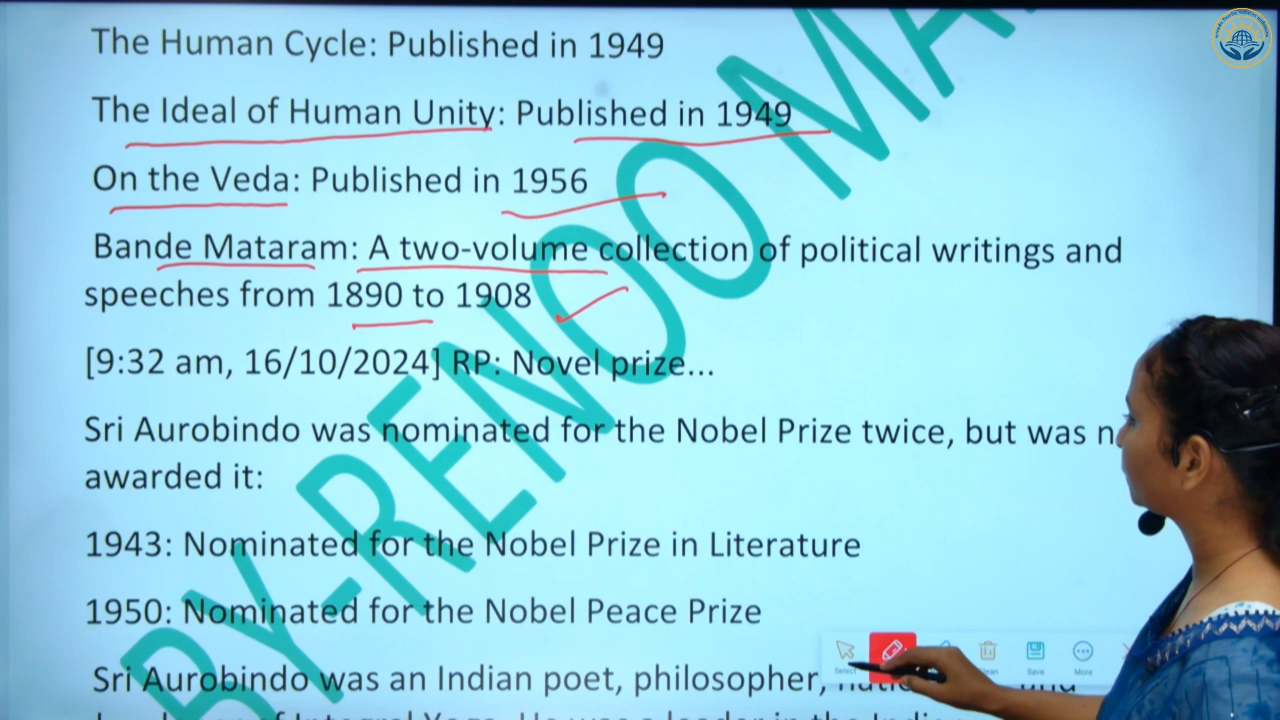 The Human Cycle: Published in 1949
The Ideal of Human Unity: Published in 1949
On the Veda: Published in 1956
Bande Mataram: A two-volume collection of political writings and
speeches from 1890 to 1908
[9:32 am, 16/10/2024] RP: Novel prize...
Sri Aurobindo was nominated for the Nobel Prize twice, but was
awarded it:
1943: Nominated for the Nobel Prize in Literature
1950: Nominated for the Nobel Peace Prize
Sri Aurobindo was an Indian poet, philosopher,
BY-RENOO MA
Select
Save
More